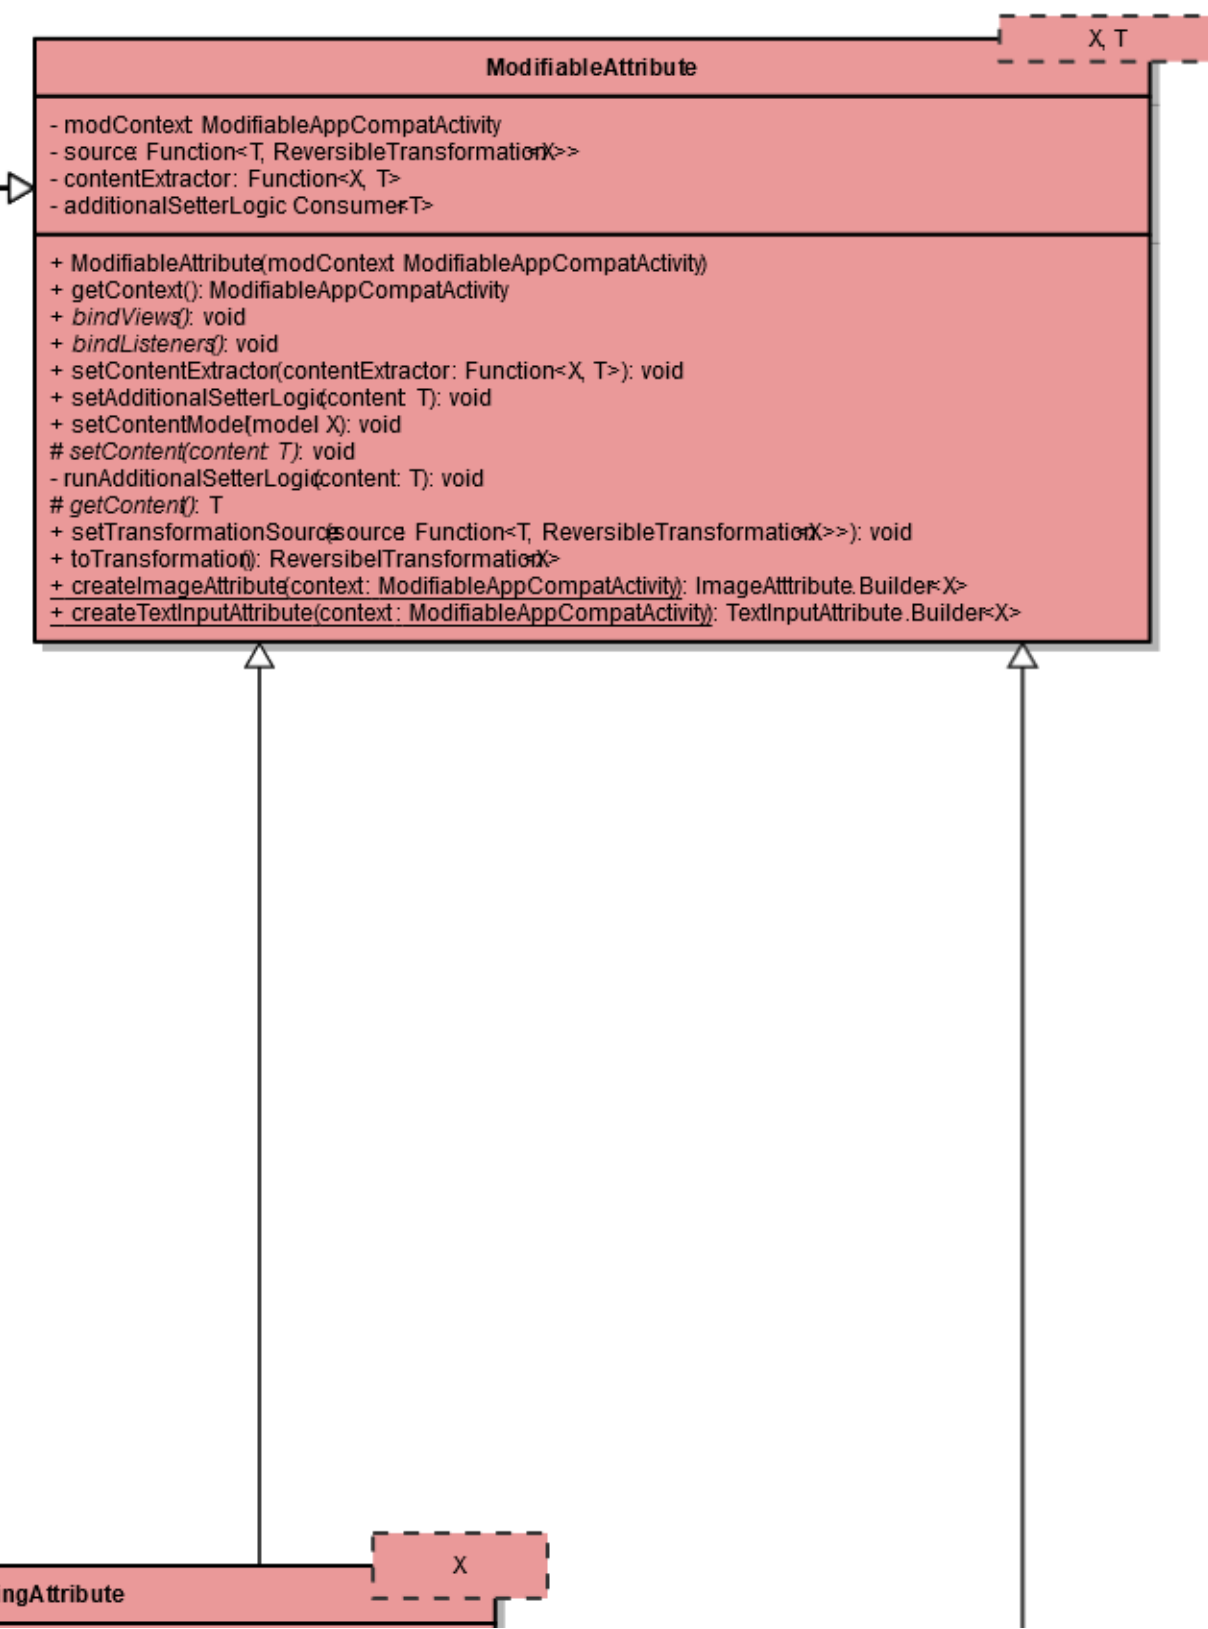 X, T
ModifiableAttribute
- modContext: ModifiableAppCompatActivity
- source: Function<T, ReversibleTransformation<X>>
- contentExtractor: Function<X, T>
- additionalSetterLogic: Consumer<T>
+ ModifiableAttribute(modContext: ModifiableAppCompatActivity)
+ getContext(): ModifiableAppCompatActivity
+ bindViews(): void
+ bindListeners(): void
+ setContentExtractor(contentExtractor: Function<X, T>): void
+ setAdditionalSetterLogic(content: T): void
+ setContentModel(model: X): void
# setContent(content: T): void
- runAdditionalSetterLogic(content: T): void
# getContent(): T
+ setTransformationSource(source: Function<T, ReversibleTransformation<X>>): void
+ toTransformation(): ReversibelTransformation<X>
+ createImageAttribute(context: ModifiableAppCompatActivity): ImageAtttribute.Builder<X>
+ createTextInputAttribute(context: ModifiableAppCompatActivity): TextInputAttribute.Builder<X>
X
ngAttribute